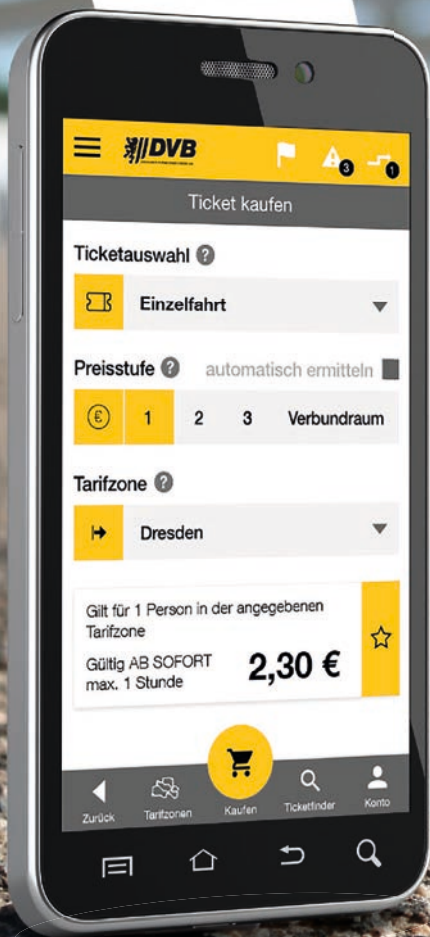 DVB
3
1
Ticket kaufen
Ticketauswahl ?
Einzelfahrt
Preisstufe ? automatisch ermitteln
€ 1 2 3 Verbundraum
Tarifzone ?
Dresden
Gilt für 1 Person in der angegebenen
Tarifzone
Gültig AB SOFORT
max. 1 Stunde
2,30 €
Zurück Tarifzonen Kaufen Ticketfinder Konto